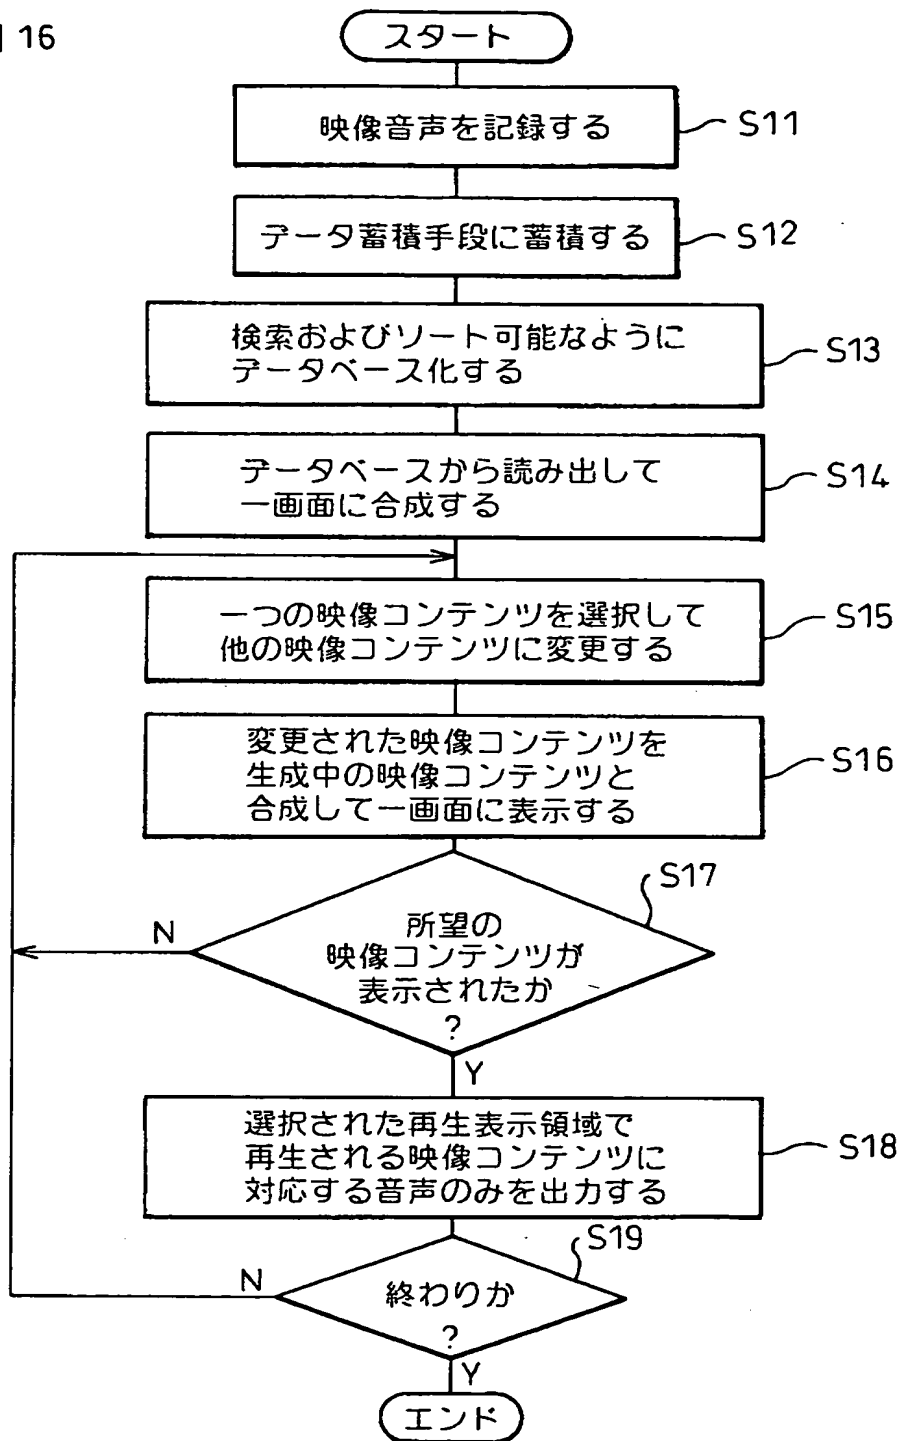 16
スタート
映像音声を記録する
S11
データ蓄積手段に蓄積する
S12
検索およびソート可能なように
データベース化する
S13
データベースから読み出して
一画面に合成する
S14
一つの映像コンテンツを選択して
他の映像コンテンツに変更する
S15
変更された映像コンテンツを
生成中の映像コンテンツと
合成して一画面に表示する
S16
S17
N
所望の
映像コンテンツが
表示されたか
?
Y
選択された再生表示領域で
再生される映像コンテンツに
対応する音声のみを出力する
S18
S19
N
終わりか
?
Y
エンド